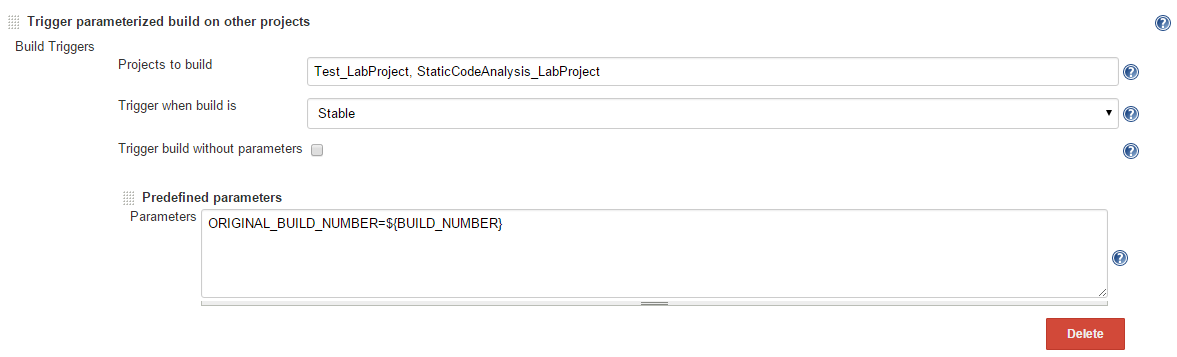 Trigger parameterized build on other projects
Build Triggers
Projects to build
Test_LabProject, StaticCodeAnalysis_LabProject
Trigger when build is
Stable
Trigger build without parameters
Predefined parameters
Parameters
ORIGINAL_BUILD_NUMBER=${BUILD_NUMBER}
Delete